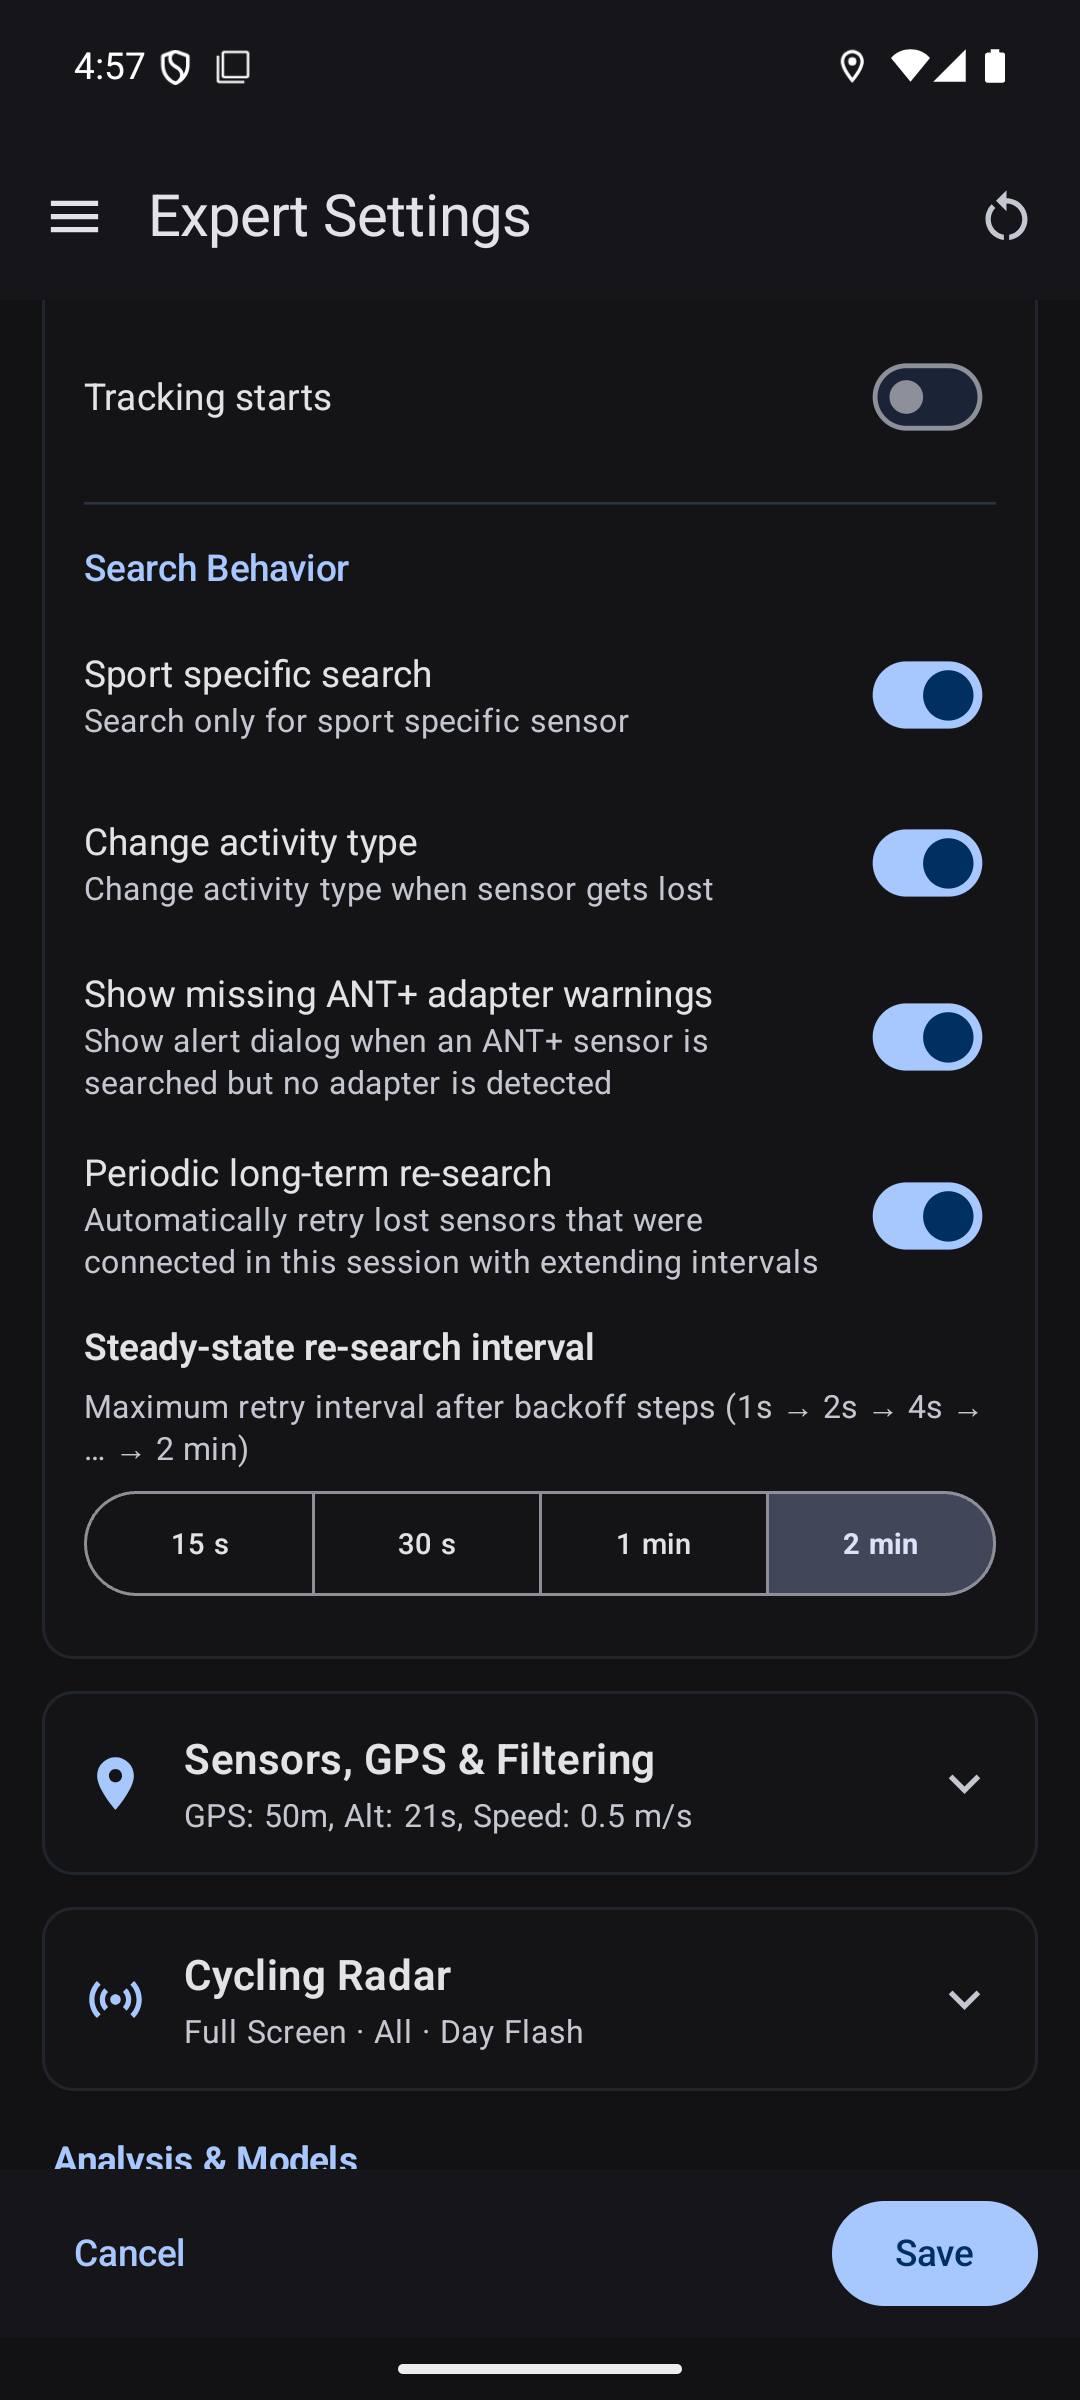 4:57
Expert Settings
Tracking starts
Search Behavior
Sport specific search
Search only for sport specific sensor
Change activity type
Change activity type when sensor gets lost
Show missing ANT+ adapter warnings
Show alert dialog when an ANT+ sensor is
searched but no adapter is detected
Periodic long-term re-search
Automatically retry lost sensors that were
connected in this session with extending intervals
Steady-state re-search interval
Maximum retry interval after backoff steps (1s → 2s → 4s →
… → 2 min)
15 s 30 s 1 min 2 min
Sensors, GPS & Filtering
GPS: 50m, Alt: 21s, Speed: 0.5 m/s
Cycling Radar
Full Screen · All · Day Flash
Analysis & Models
Cancel Save